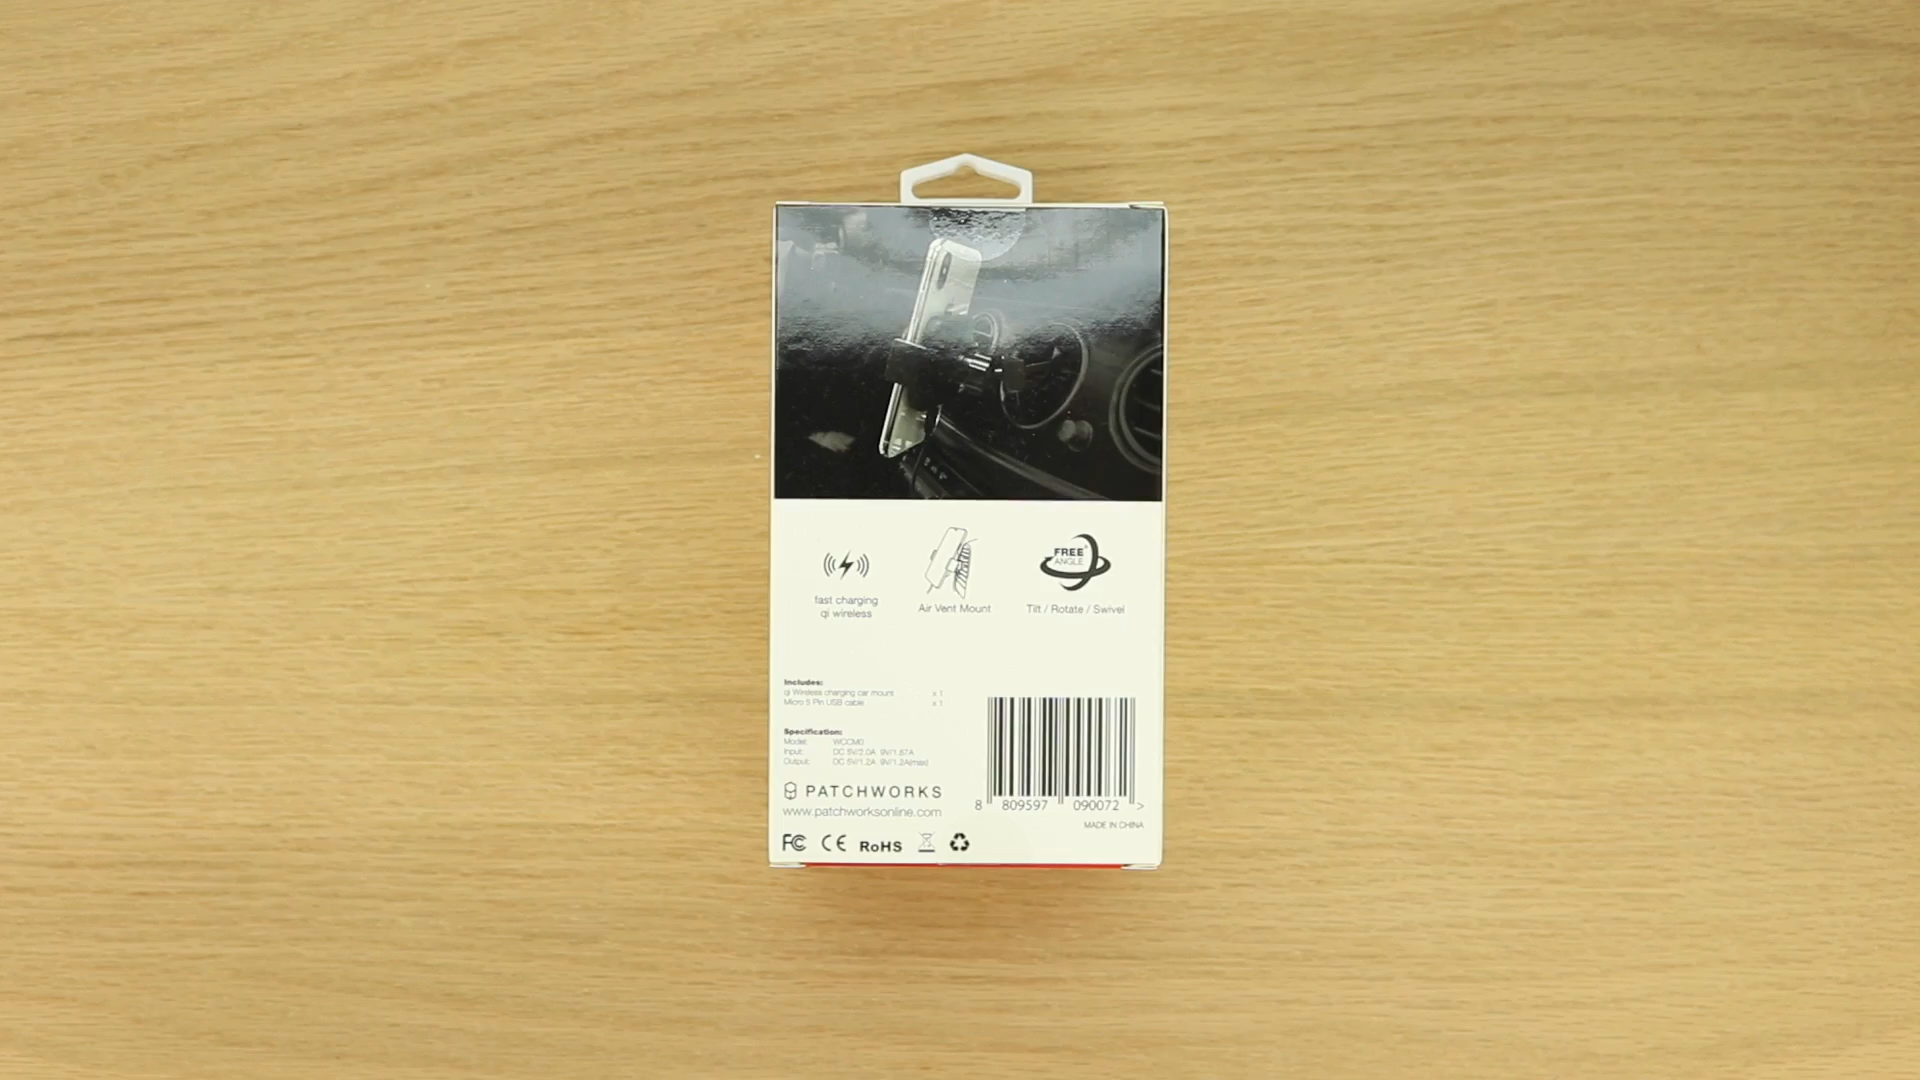 FREE
ANGLE
fast charging
qi wireless
Air Vent Mount
Tilt / Rotate / Swivel
Includes:
qi Wireless charging car mount x 1
Micro 5 Pin USB cable x 1
Specification:
Model: WCCM0
Input: DC 5V/2.0A 9V/1.67A
Output: DC 5V/1.2A 9V/1.2A(max)
PATCHWORKS
www.patchworksonline.com
8 809597 090072 >
MADE IN CHINA
FC CE RoHS